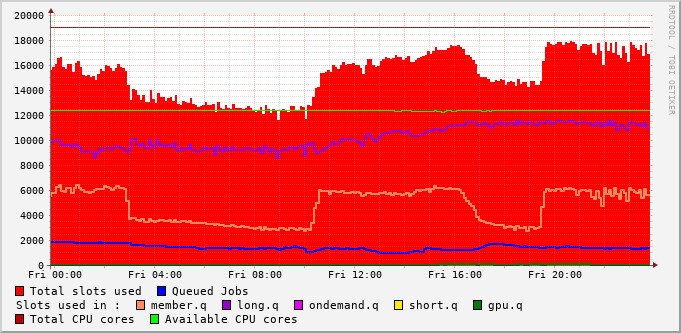 20000
18000
16000
14000
12000
10000
8000
6000
4000
2000
0
Fri 00:00 Fri 04:00 Fri 08:00 Fri 12:00 Fri 16:00 Fri 20:00
Total slots used Queued Jobs
Slots used in : member.q long.q ondemand.q short.q gpu.q
Total CPU cores Available CPU cores
RRDTOOL / TOBI OETIKER